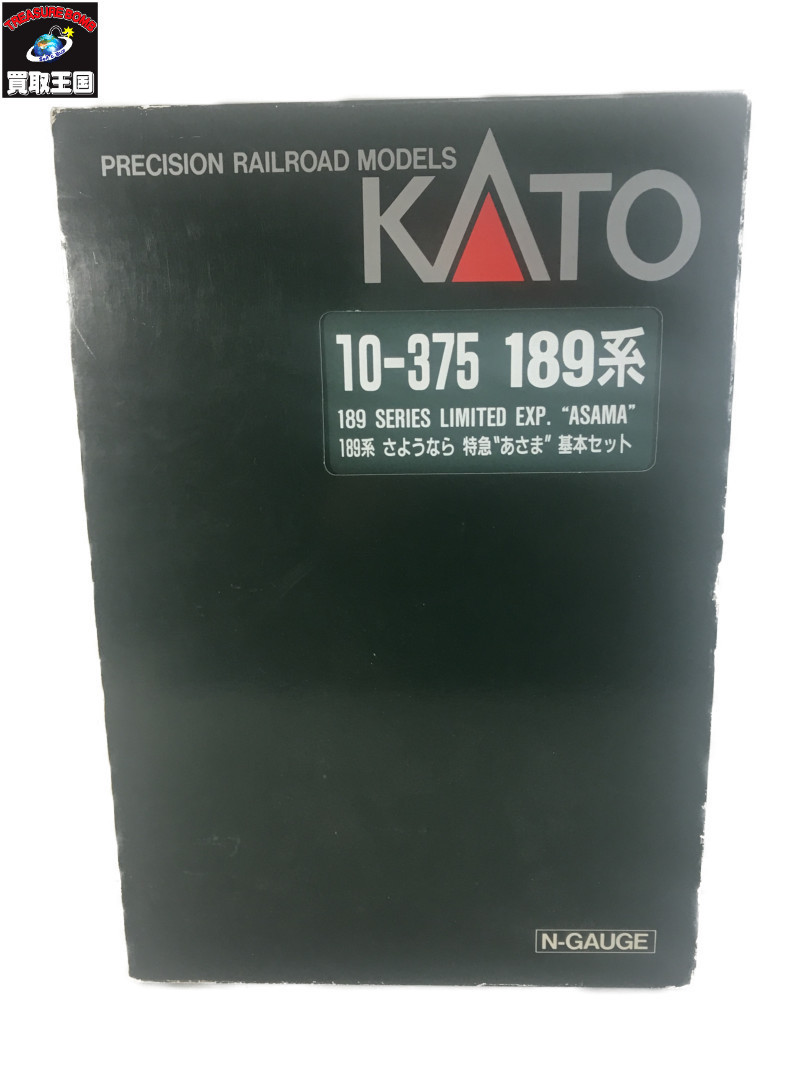 TREASURE BOMB
買取王国
PRECISION RAILROAD MODELS
KATO
10-375 189系
189 SERIES LIMITED EXP. “ASAMA”
189系 さようなら 特急“あさま” 基本セット
N-GAUGE